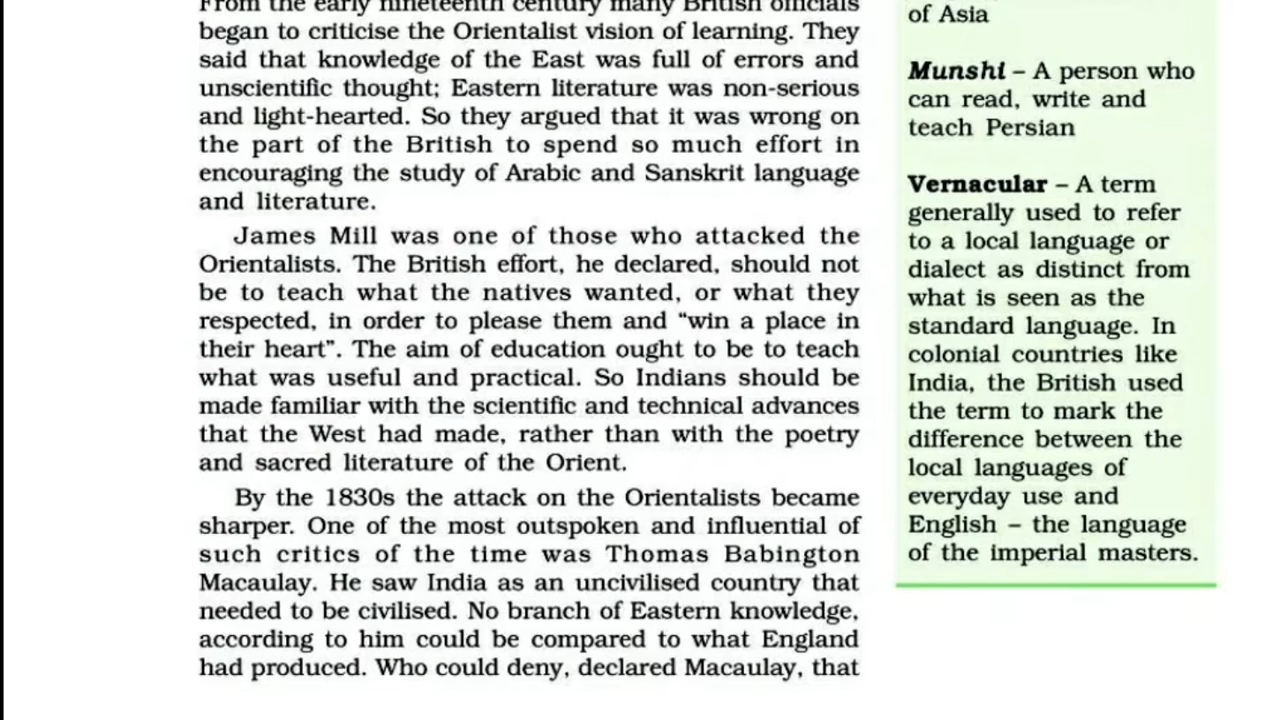 From the early nineteenth century many British officials
began to criticise the Orientalist vision of learning. They
said that knowledge of the East was full of errors and
unscientific thought; Eastern literature was non-serious
and light-hearted. So they argued that it was wrong on
the part of the British to spend so much effort in
encouraging the study of Arabic and Sanskrit language
and literature.
James Mill was one of those who attacked the
Orientalists. The British effort, he declared, should not
be to teach what the natives wanted, or what they
respected, in order to please them and “win a place in
their heart”. The aim of education ought to be to teach
what was useful and practical. So Indians should be
made familiar with the scientific and technical advances
that the West had made, rather than with the poetry
and sacred literature of the Orient.
By the 1830s the attack on the Orientalists became
sharper. One of the most outspoken and influential of
such critics of the time was Thomas Babington
Macaulay. He saw India as an uncivilised country that
needed to be civilised. No branch of Eastern knowledge,
according to him could be compared to what England
had produced. Who could deny, declared Macaulay, that
of Asia
Munshi – A person who
can read, write and
teach Persian
Vernacular – A term
generally used to refer
to a local language or
dialect as distinct from
what is seen as the
standard language. In
colonial countries like
India, the British used
the term to mark the
difference between the
local languages of
everyday use and
English – the language
of the imperial masters.